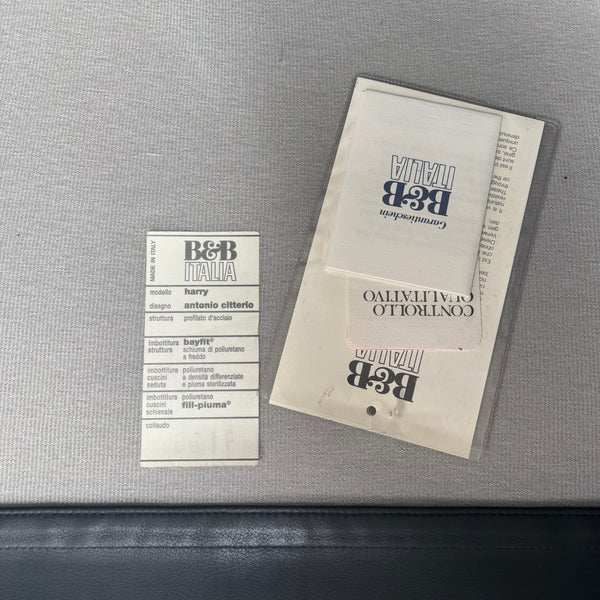 MADE IN ITALY
B&B
ITALIA
modello harry
disegno antonio citterio
struttura profilato d'acciaio
imbottitura bayfit®
struttura schiuma di poliuretano
a freddo
imbottitura poliuretano
cuscini a densità differenziate
seduta e piuma sterilizzata
imbottitura poliuretano
cuscini fill-piuma®
schienale
collaudo
Garantieschein
B&B
ITALIA
CONTROLLO
QUALITATIVO
B&B
ITALIA